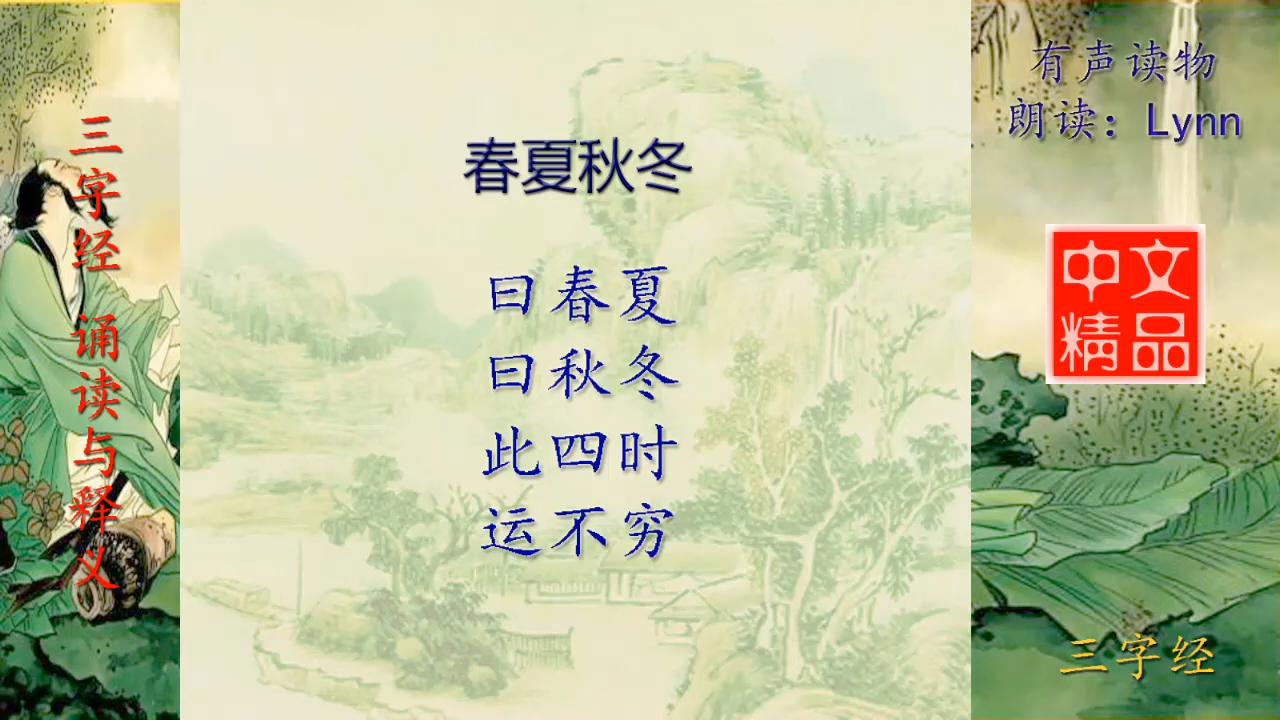 三字经 诵读与释义
春夏秋冬
曰春夏
曰秋冬
此四时
运不穷
有声读物
朗读：Lynn
中文
精品
三字经